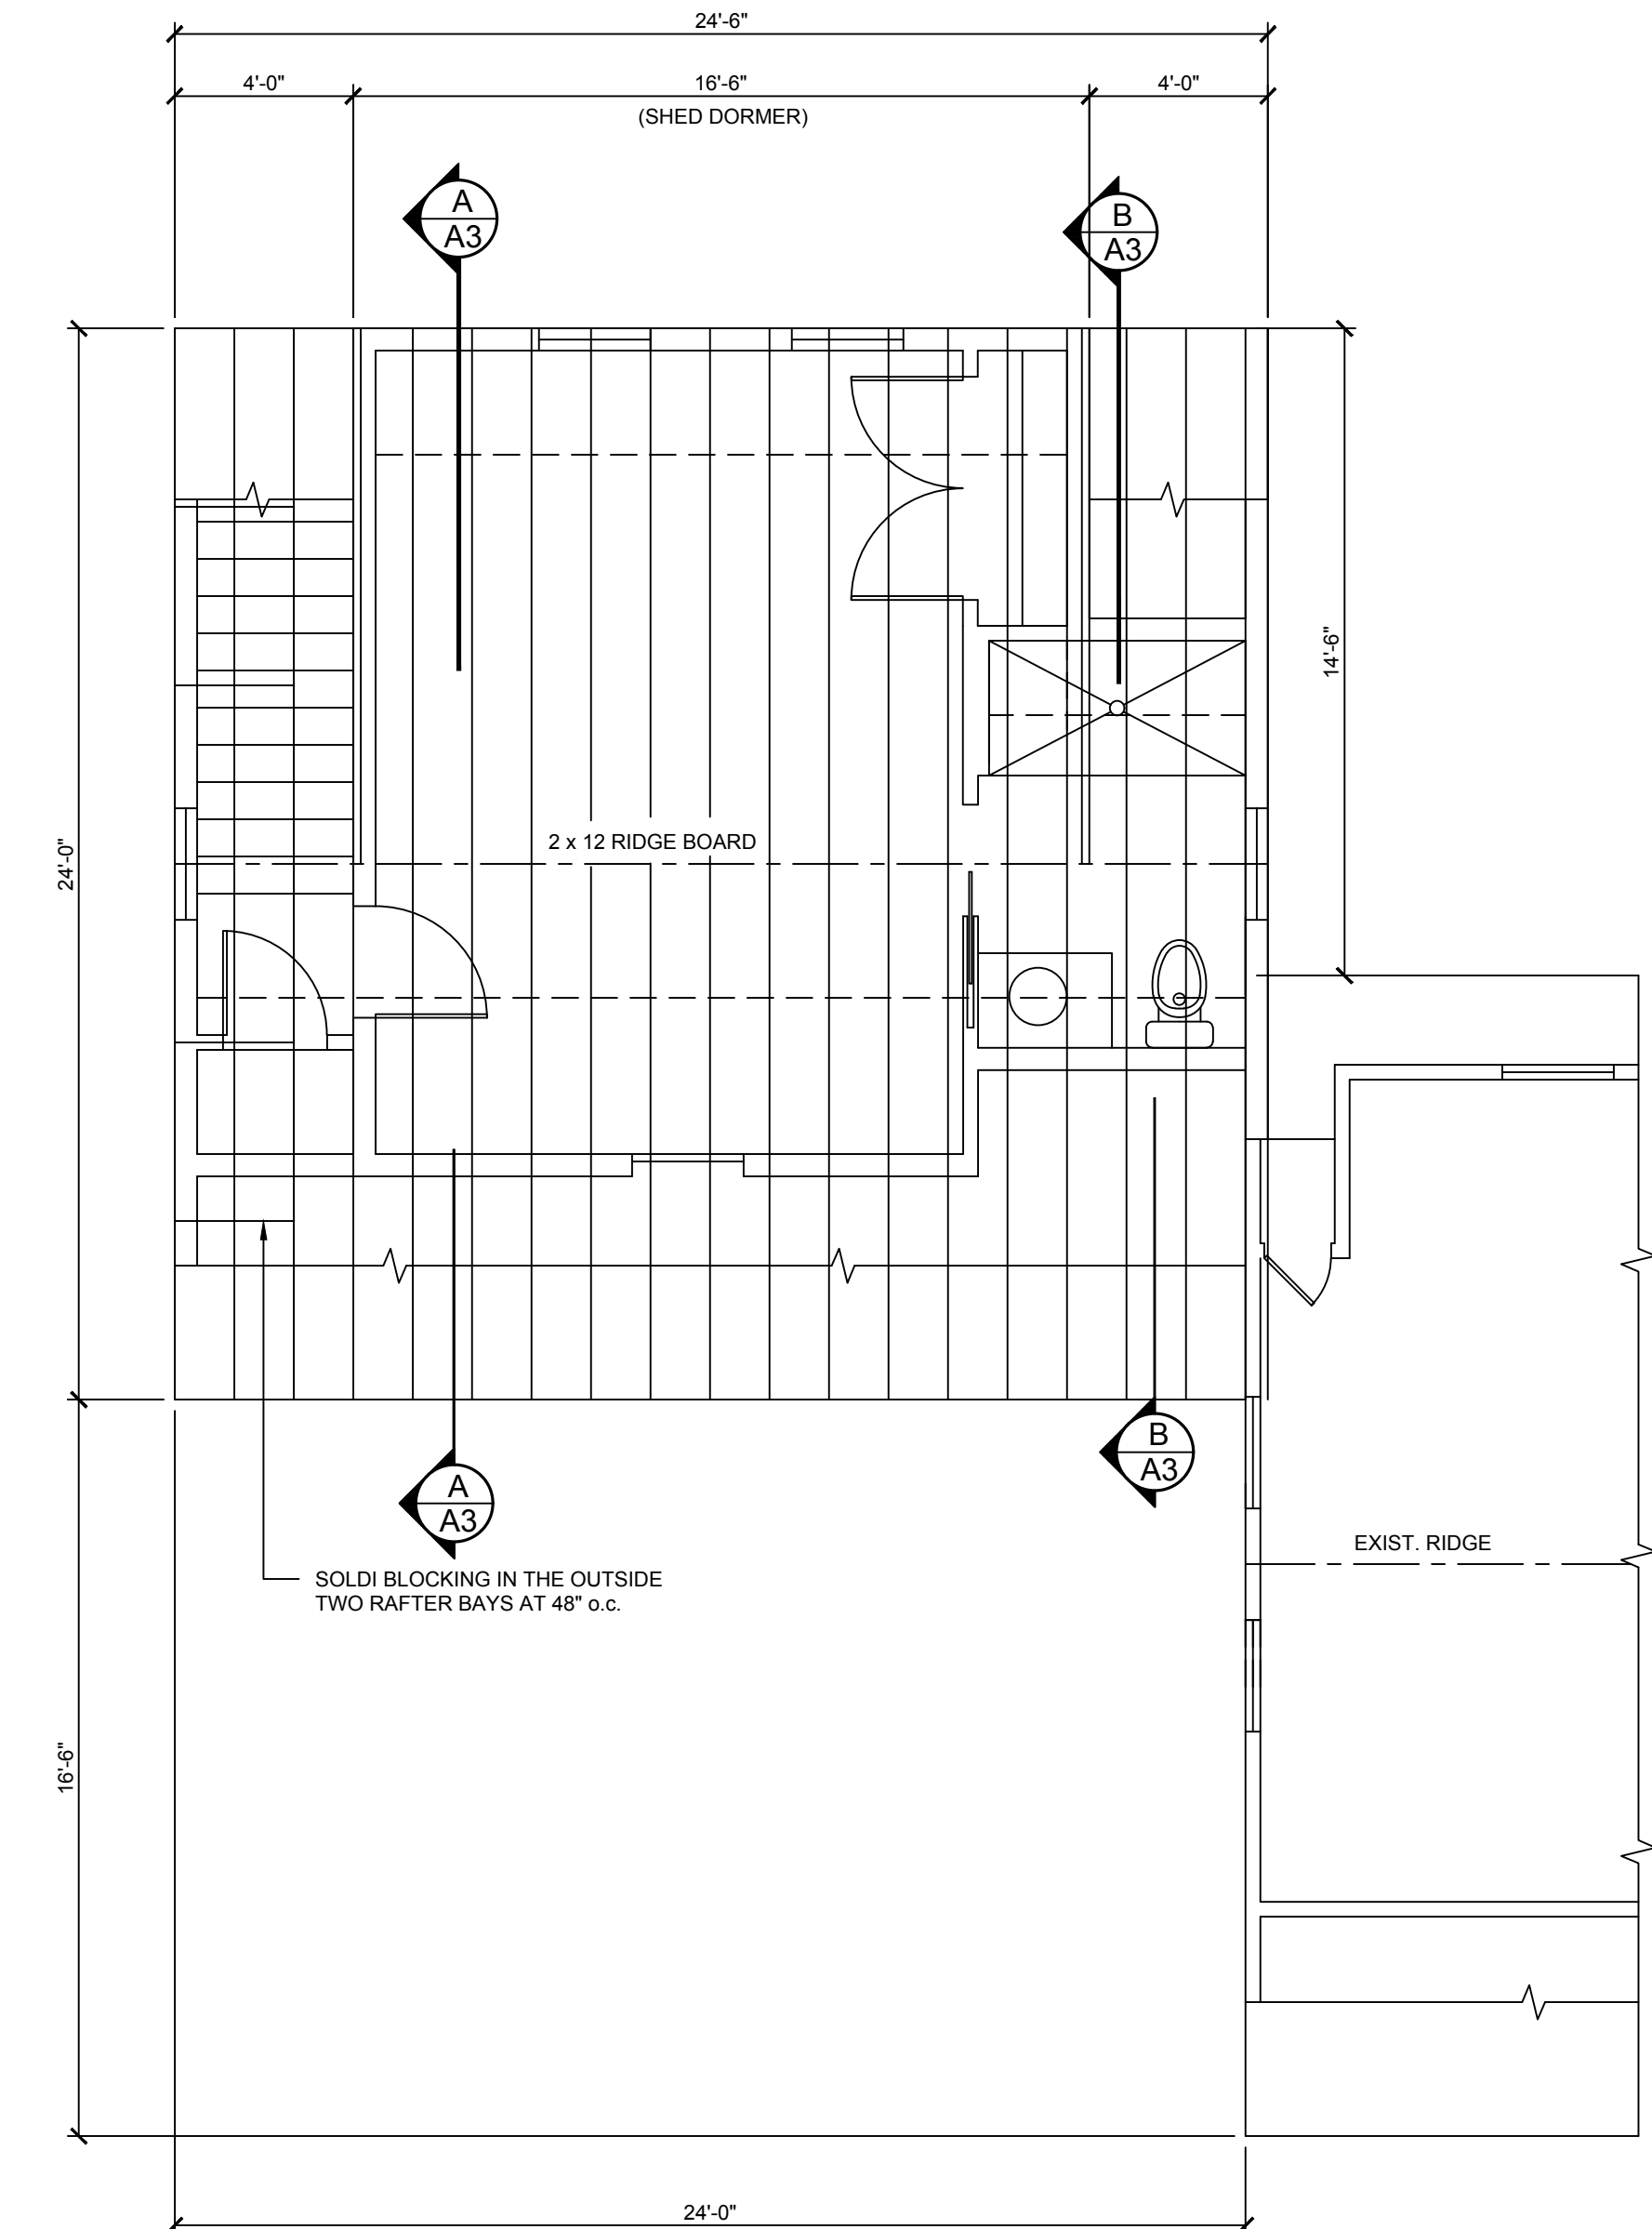 24'-6"
4'-0"
16'-6"
4'-0"
(SHED DORMER)
A
A3
B
A3
14'-6"
2 x 12 RIDGE BOARD
24'-0"
B
A3
A
A3
EXIST. RIDGE
SOLDI BLOCKING IN THE OUTSIDE
TWO RAFTER BAYS AT 48" o.c.
16'-6"
24'-0"